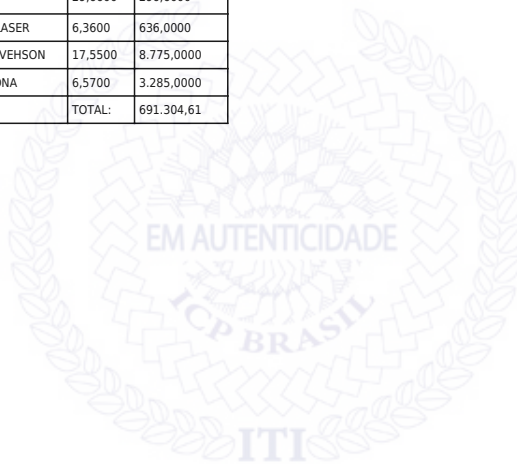 LASER 6,3600 636,0000
VEHSON 17,5500 8.775,0000
ONA 6,5700 3.285,0000
TOTAL: 691.304,61
EM AUTENTICIDADE
ICP BRASIL
ITI